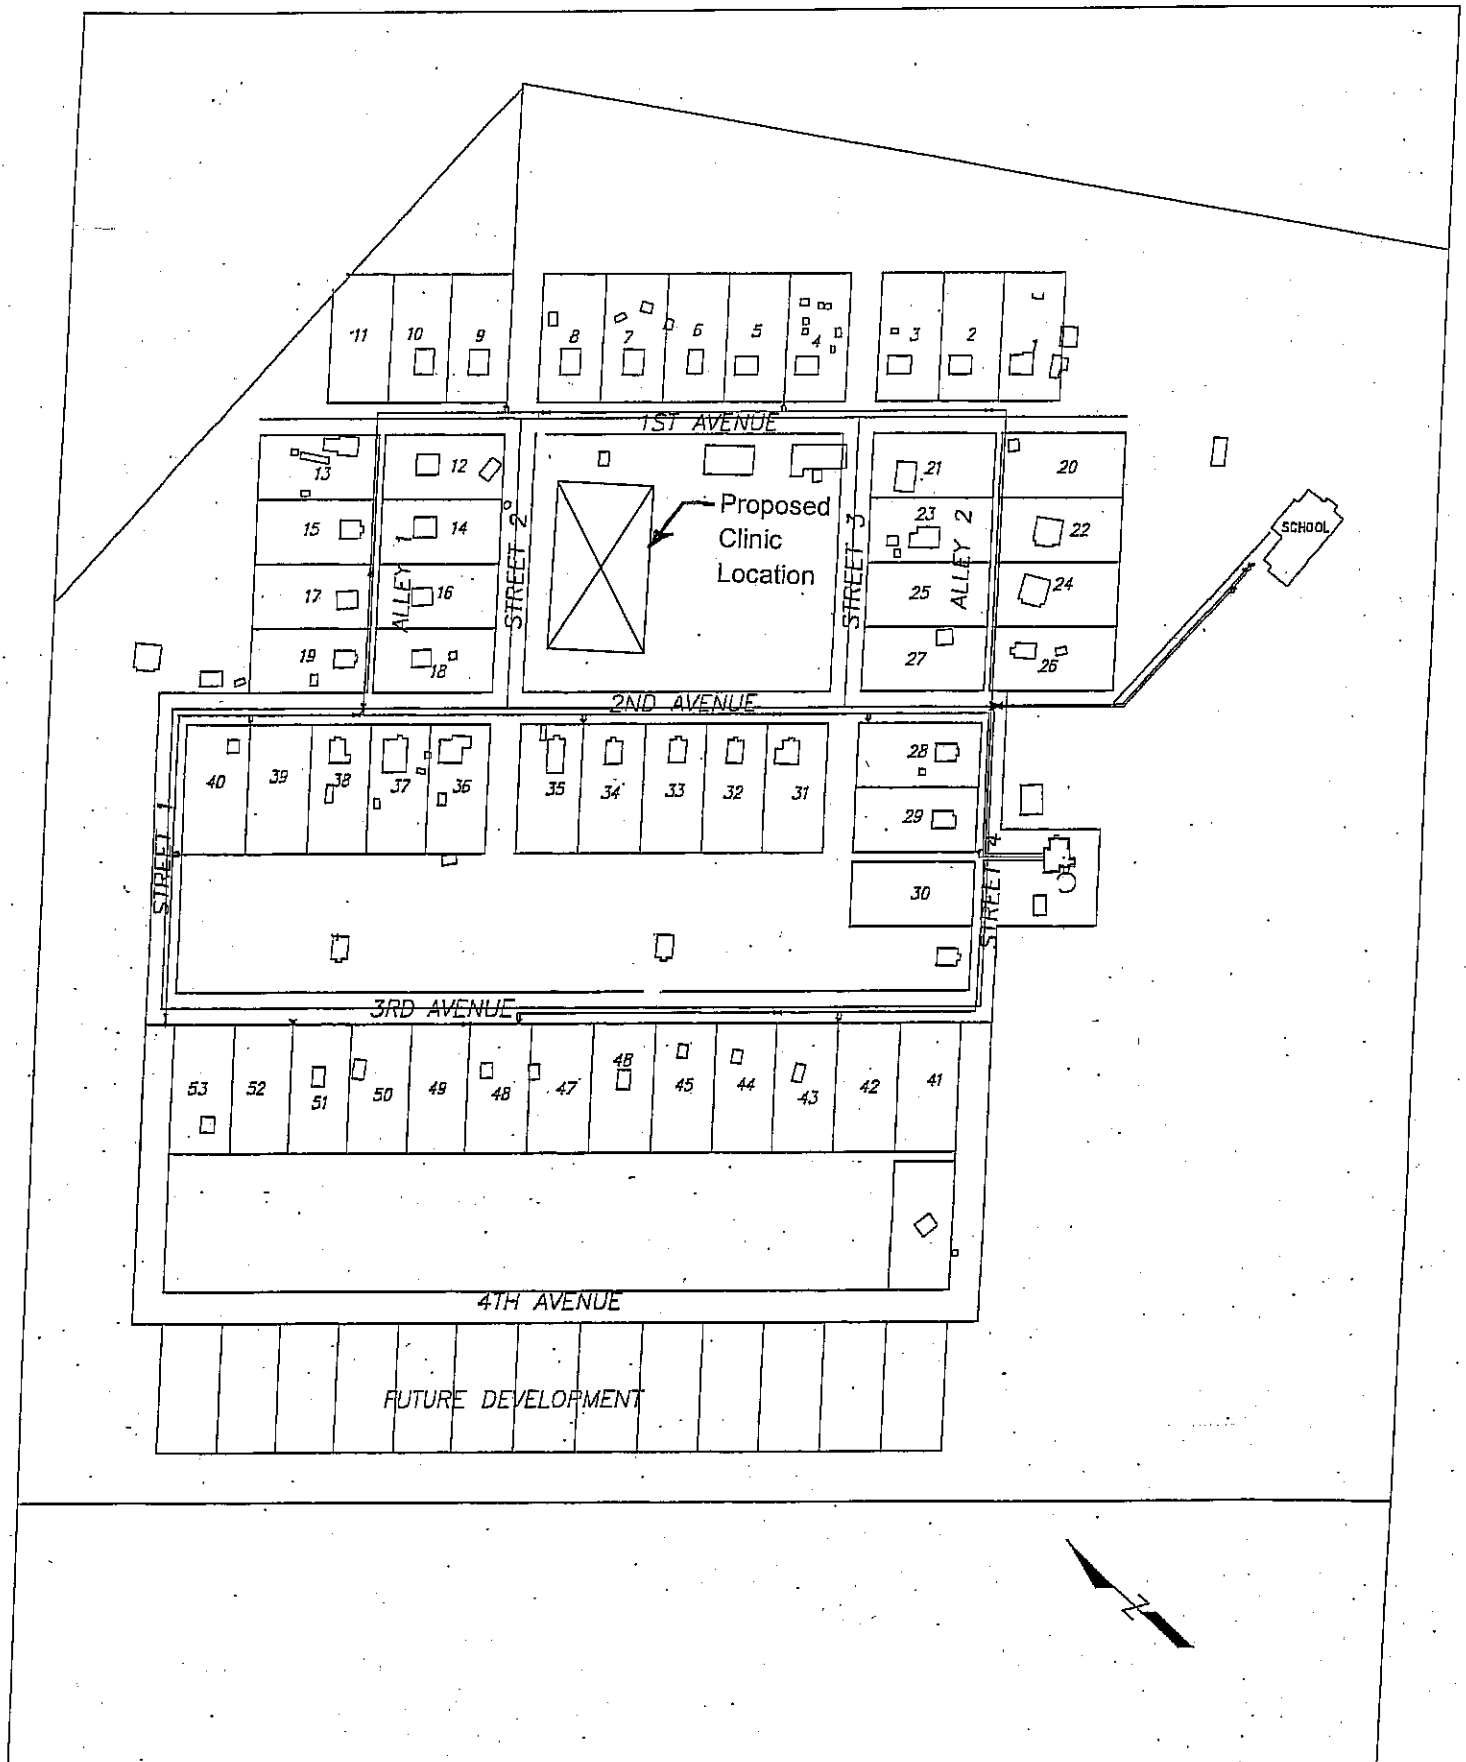 11 10 9 8 7 6 5 4 3 2 1
1ST AVENUE
13 12 21 20
15 14 23 22
17 16 25 24
19 18 27 26
ALLEY 1
STREET 2
Proposed
Clinic
Location
STREET 3
ALLEY 2
SCHOOL
2ND AVENUE
40 39 38 37 36 35 34 33 32 31 28
29
30
STREET 1
STREET 4
3RD AVENUE
53 52 51 50 49 48 47 48 45 44 43 42 41
4TH AVENUE
FUTURE DEVELOPMENT
N